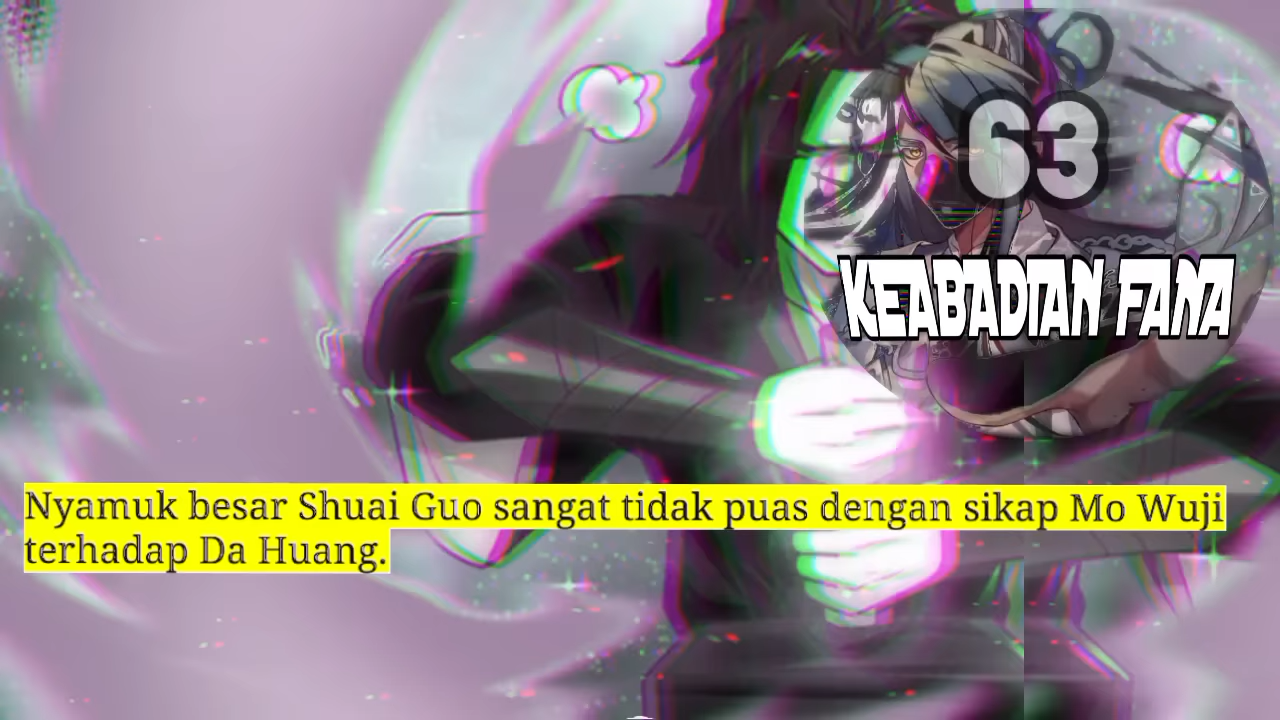 63
KEABADIAN FANA
Nyamuk besar Shuai Guo sangat tidak puas dengan sikap Mo Wuji
terhadap Da Huang.